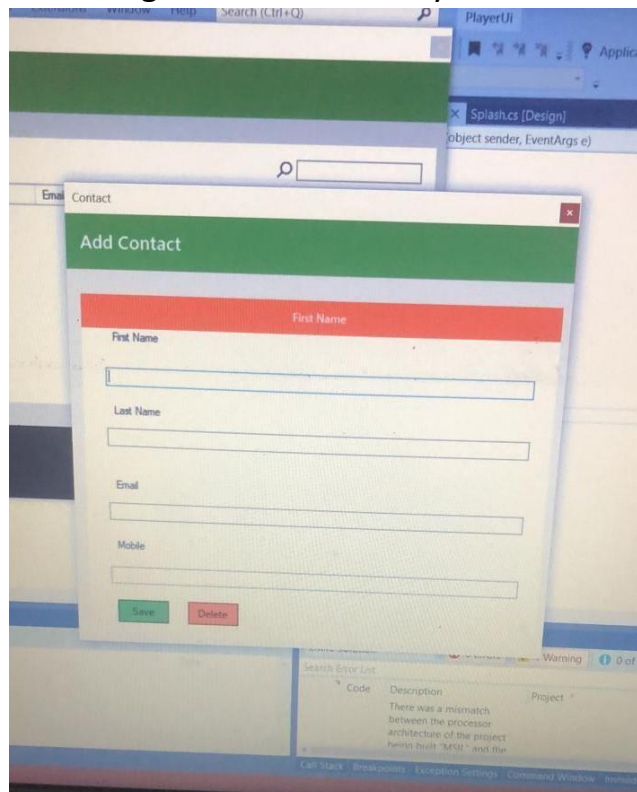 Extensions Window Help Search (Ctrl+Q)
PlayerUi
Splash.cs [Design]
object sender, EventArgs e)
Contact
Add Contact
First Name
First Name
Last Name
Email
Mobile
Save Delete
Warning 0 of
Search Error List
Code Description Project
There was a mismatch
between the processor
architecture of the project
being built "MSIL" and the
Call Stack Breakpoints Exception Settings Command Window